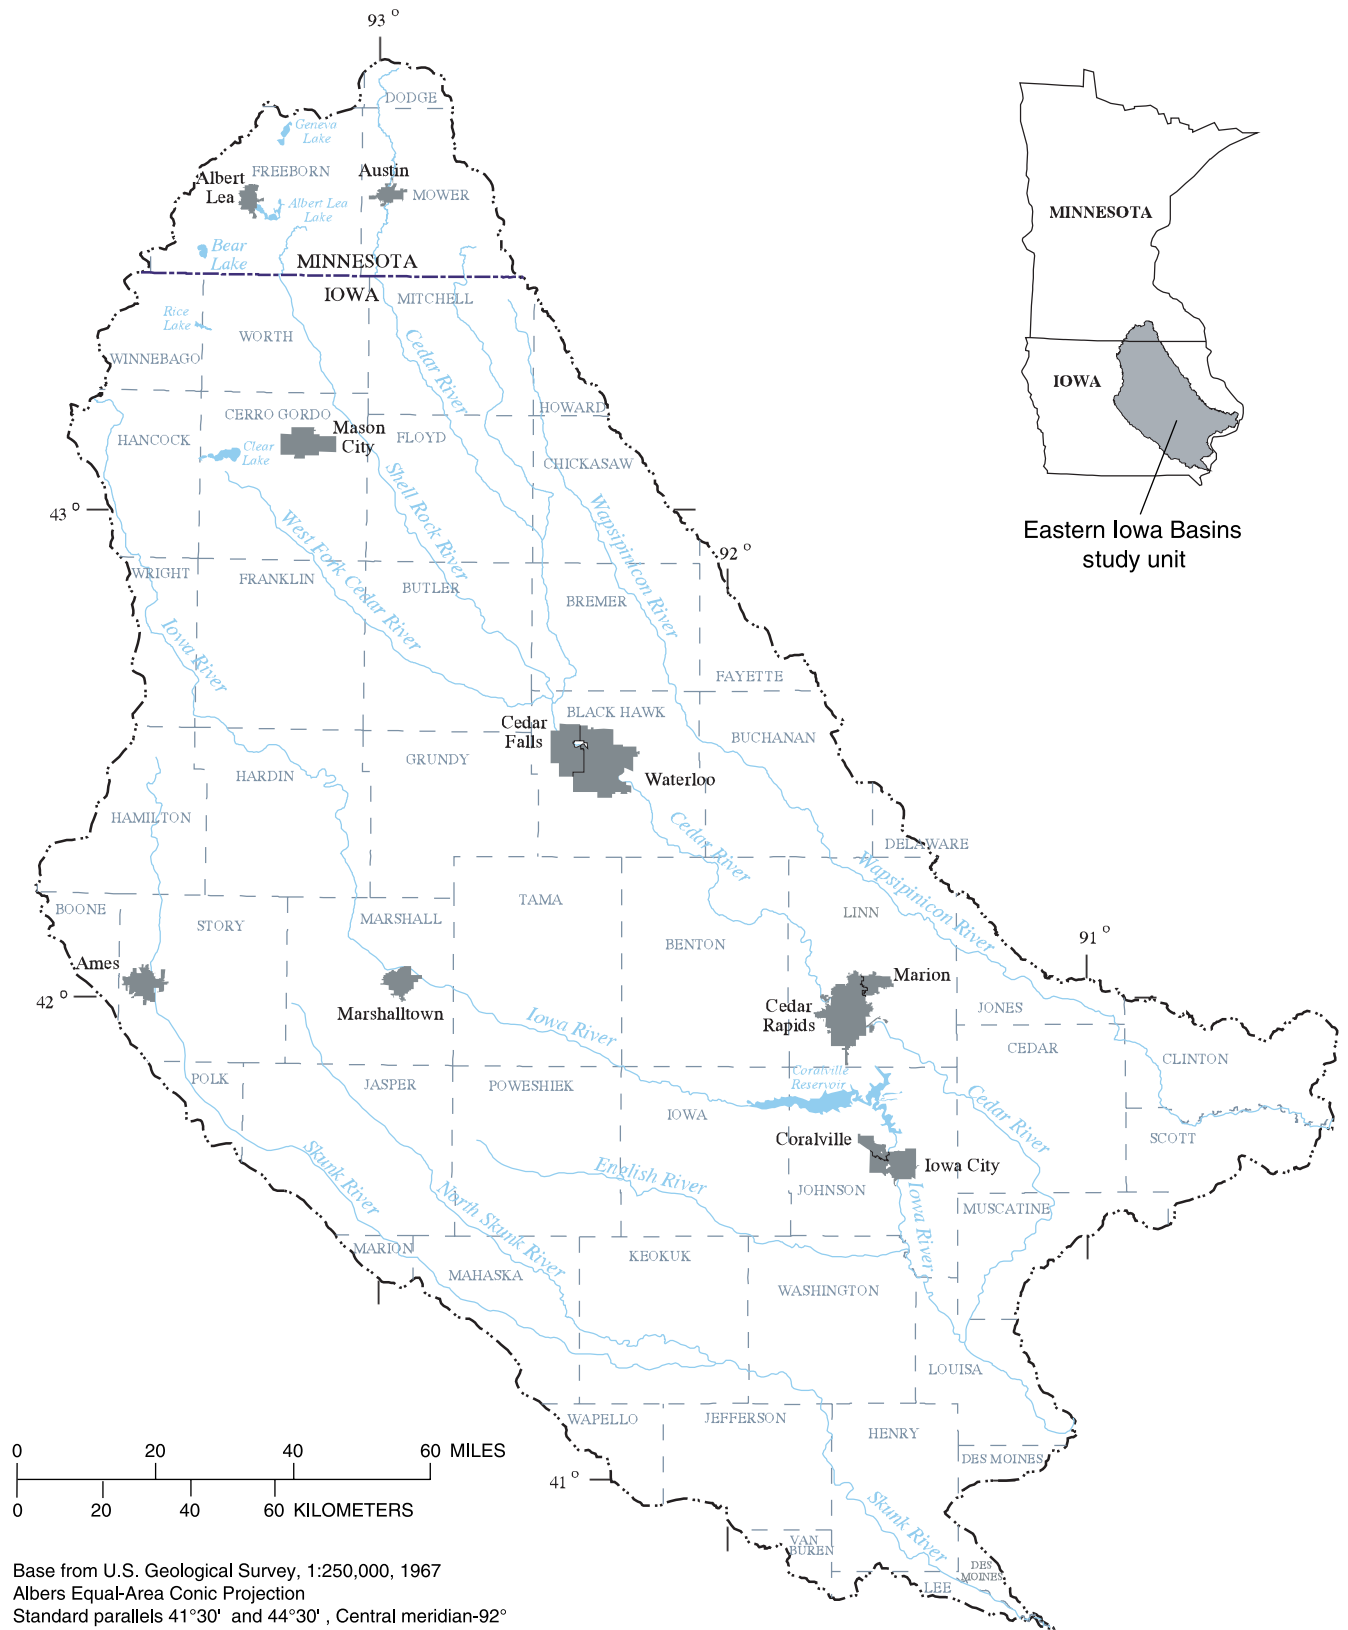 93 °
DODGE
Geneva
Lake
FREEBORN
Austin
Albert
Lea
MOWER
Albert Lea
Lake
Bear
Lake
MINNESOTA
IOWA
MITCHELL
Rice
Lake
WORTH
WINNEBAGO
Cedar River
HOWARD
CERRO GORDO
Mason
City
HANCOCK
FLOYD
Clear
Lake
CHICKASAW
Shell Rock River
43 °
West Fork Cedar River
Wapsipinicon River
92 °
WRIGHT
FRANKLIN
BUTLER
BREMER
Iowa River
FAYETTE
BLACK HAWK
Cedar
Falls
BUCHANAN
GRUNDY
HARDIN
Waterloo
HAMILTON
Cedar River
DELAWARE
Wapsipinicon River
BOONE
STORY
MARSHALL
TAMA
LINN
BENTON
91 °
Ames
Marion
42 °
Marshalltown
Cedar
Rapids
Iowa River
JONES
CEDAR
CLINTON
POLK
JASPER
POWESHIEK
Coralville
Reservoir
IOWA
Cedar River
Coralville
SCOTT
Skunk River
English River
Iowa City
North Skunk River
JOHNSON
Iowa River
MUSCATINE
MARION
KEOKUK
MAHASKA
WASHINGTON
LOUISA
WAPELLO
JEFFERSON
HENRY
DES MOINES
41 °
Skunk River
VAN
BUREN
DES
MOINES
LEE
MINNESOTA
IOWA
Eastern Iowa Basins
study unit
0 20 40 60 MILES
0 20 40 60 KILOMETERS
Base from U.S. Geological Survey, 1:250,000, 1967
Albers Equal-Area Conic Projection
Standard parallels 41°30' and 44°30' , Central meridian-92°